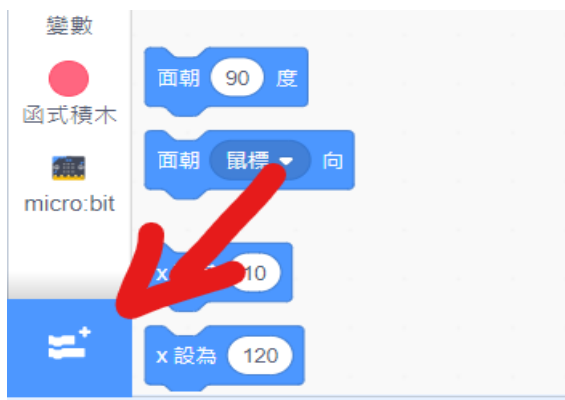 變數
面朝 90 度
函式積木
面朝 鼠標 向
micro:bit
x 10
x 設為 120